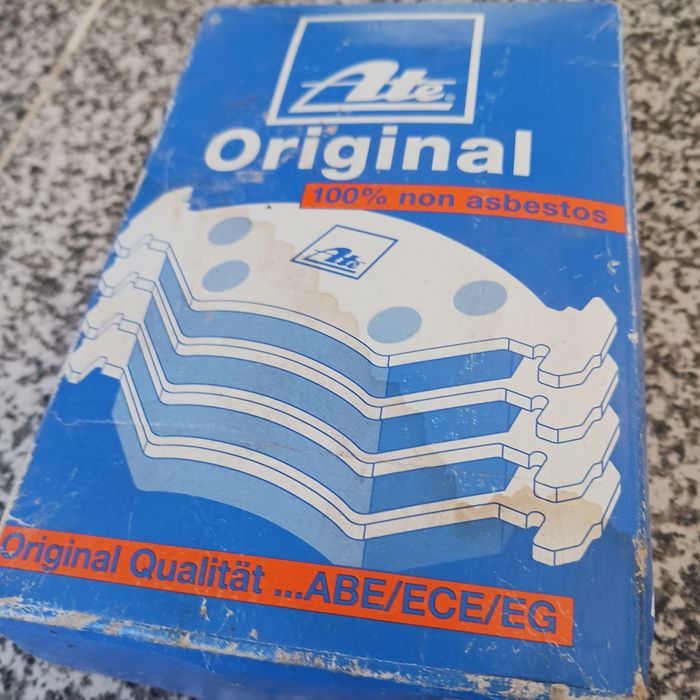 Ate
Original
100% non asbestos
Ate
Original Qualität ...ABE/ECE/EG